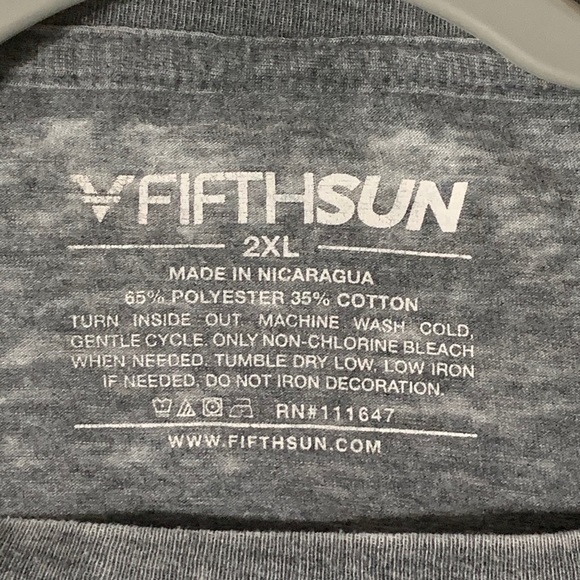 FIFTHSUN
2XL
MADE IN NICARAGUA
65% POLYESTER 35% COTTON
TURN INSIDE OUT. MACHINE WASH COLD,
GENTLE CYCLE. ONLY NON-CHLORINE BLEACH
WHEN NEEDED. TUMBLE DRY LOW. LOW IRON
IF NEEDED. DO NOT IRON DECORATION.
RN#111647
WWW.FIFTHSUN.COM